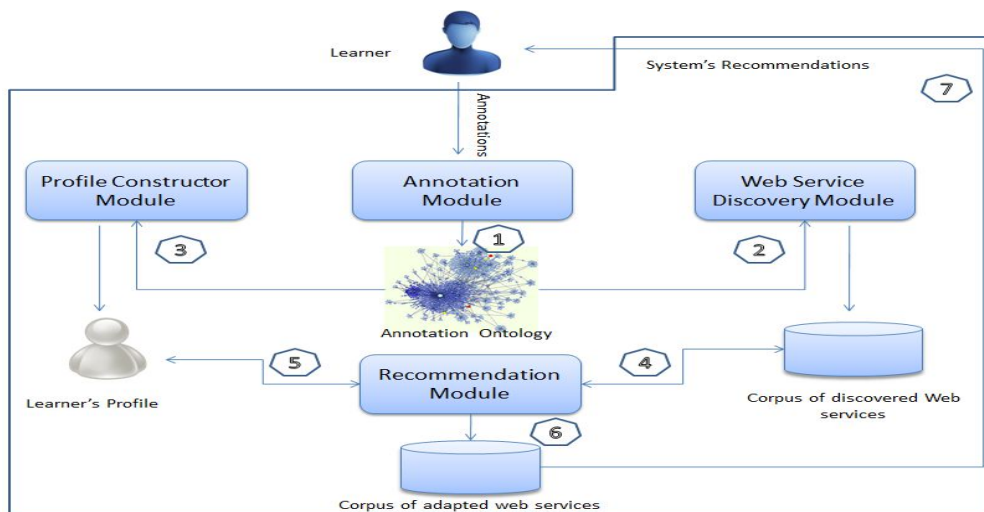 Learner
System's Recommendations
7
Annotations
Profile Constructor
Module
Annotation
Module
Web Service
Discovery Module
3
1
2
Annotation Ontology
5
Recommendation
Module
4
Learner's Profile
Corpus of discovered Web
services
6
Corpus of adapted web services